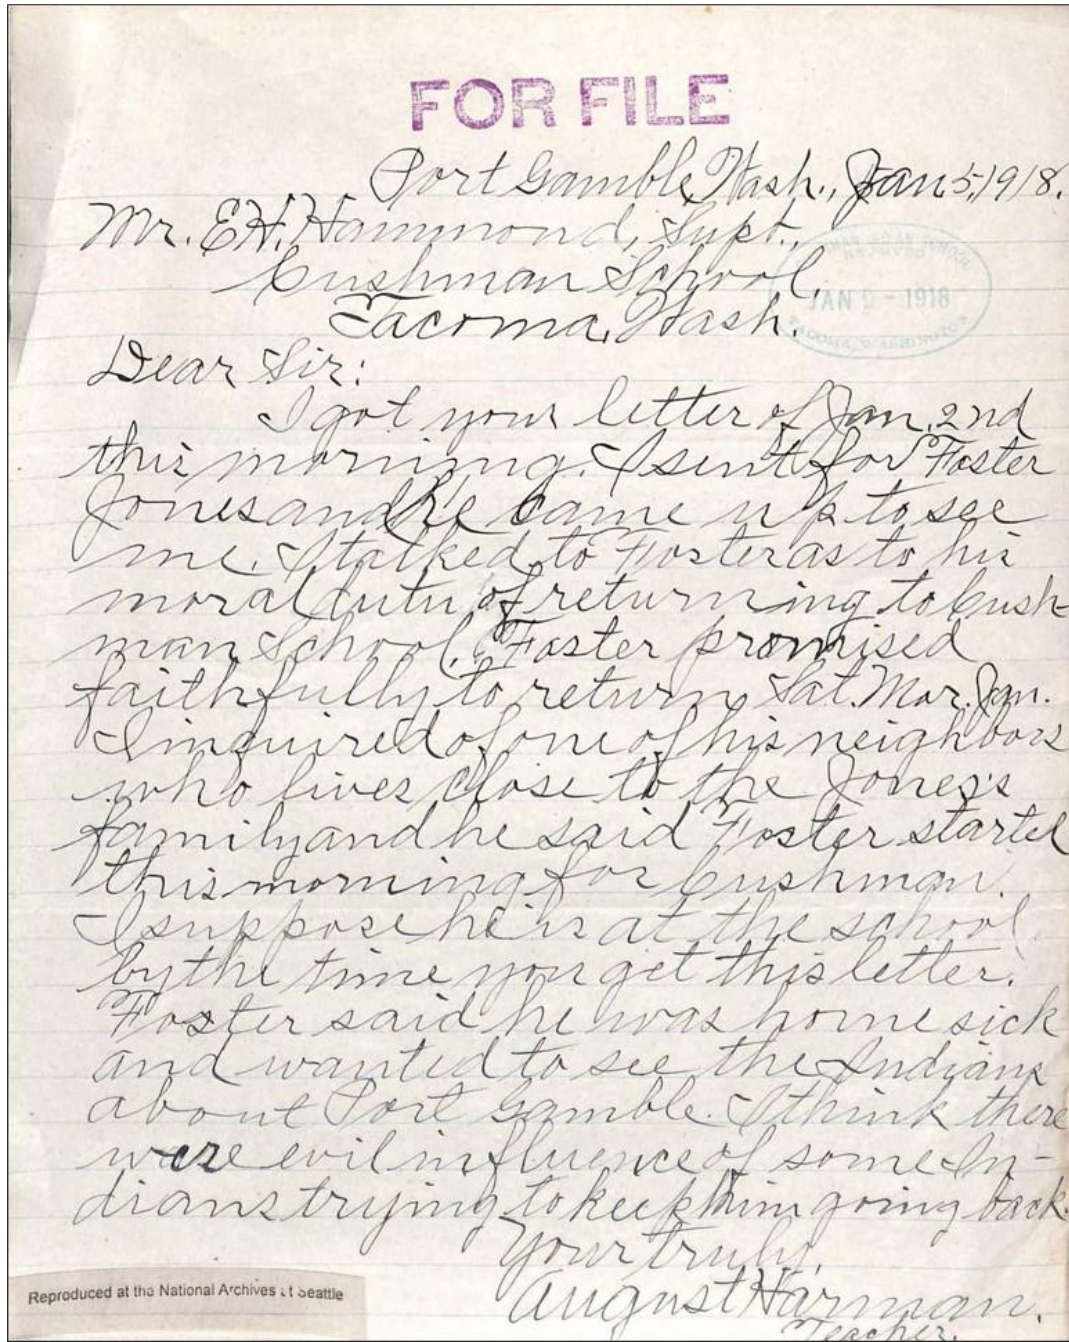 FOR FILE
Port Gamble, Wash., Jan. 5, 1918.
Mr. E.H. Hammond, Supt.,
Cushman School,
Tacoma, Wash.
JAN 9 - 1918
TACOMA, WASHINGTON
Dear Sir:
I got your letter of Jan. 2nd
this morning. I sent for Foster
Jones and he came up to see
me. I talked to Foster as to his
moral duty of returning to Cush-
man School. Foster promised
faithfully to return Sat. Mor. Jan.
I inquired of one of his neighbors
who lives close to the Jones's
family and he said Foster started
this morning for Cushman.
I suppose he is at the school
by the time you get this letter.
Foster said he was home sick
and wanted to see the Indians
about Port Gamble. I think there
were evil influence of some In-
dians trying to keep him going back.
Your truly,
August Harman.
Teacher.
Reproduced at the National Archives at Seattle